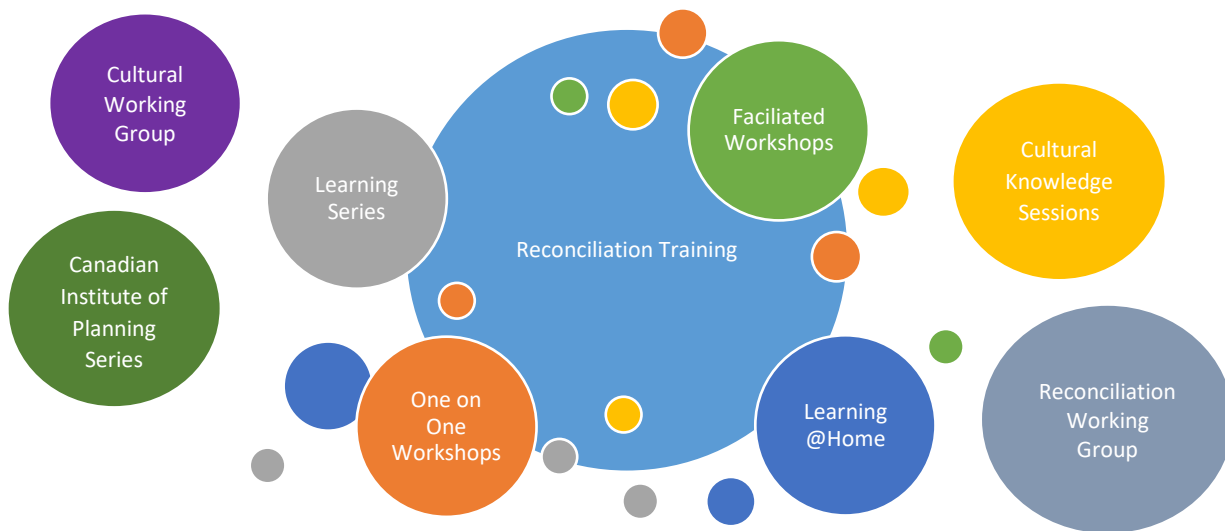 Cultural
Working
Group
Canadian
Institute of
Planning
Series
Learning
Series
Reconciliation Training
Faciliated
Workshops
One on
One
Workshops
Learning
@Home
Cultural
Knowledge
Sessions
Reconciliation
Working
Group